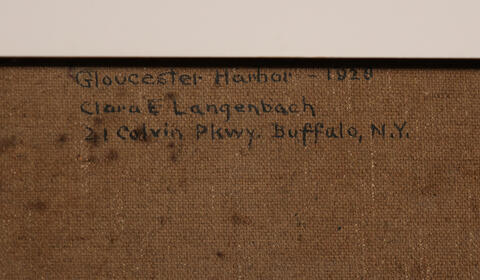 Gloucester Harbor - 1929
Clara E Langenbach
21 Colvin Pkwy. Buffalo, N.Y.